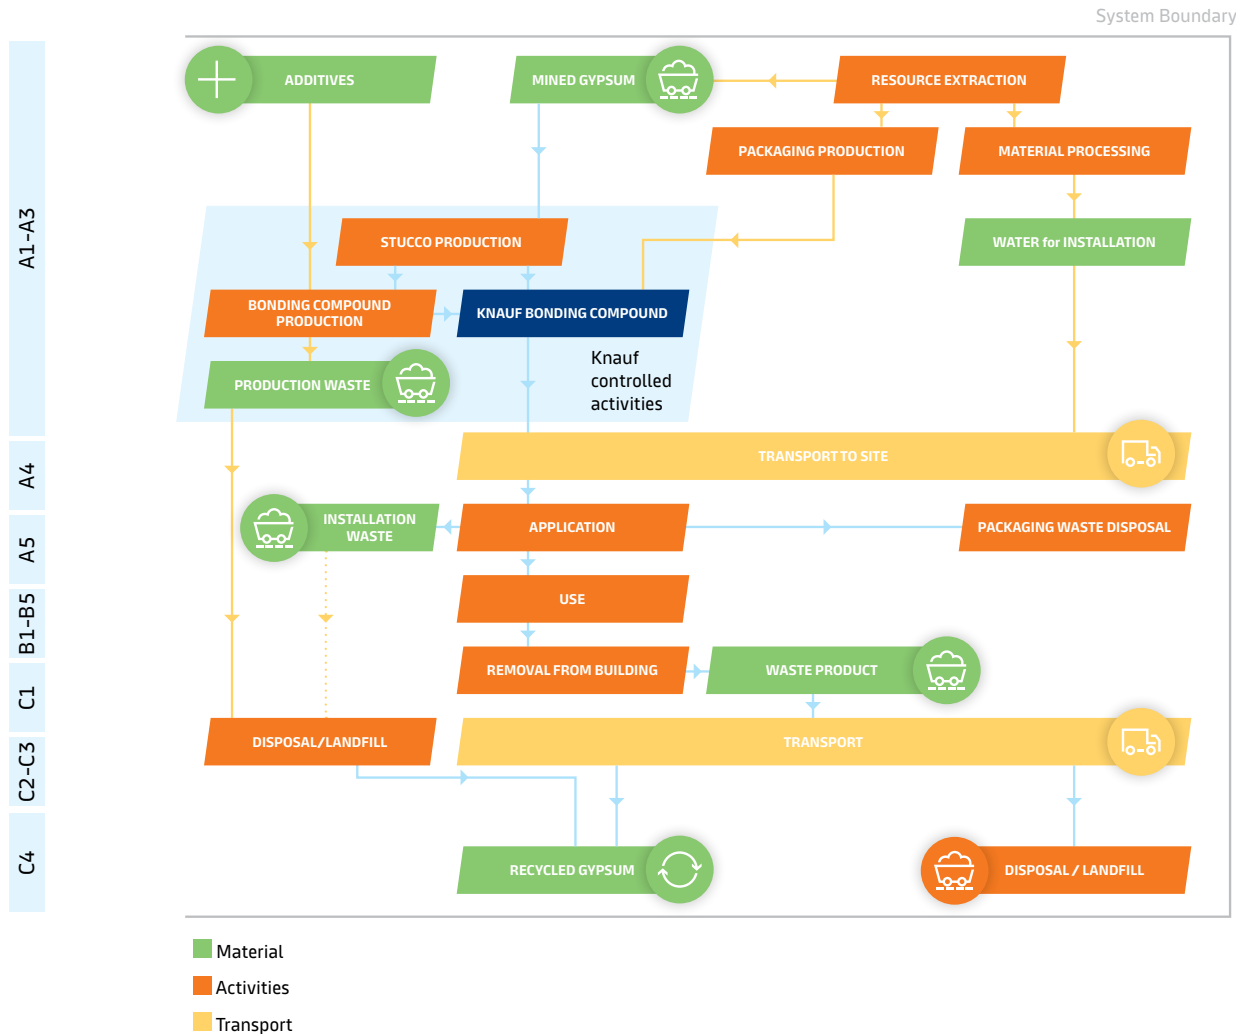 System Boundary
A1-A3
ADDITIVES
MINED GYPSUM
RESOURCE EXTRACTION
PACKAGING PRODUCTION
MATERIAL PROCESSING
STUCCO PRODUCTION
WATER for INSTALLATION
BONDING COMPOUND
PRODUCTION
KNAUF BONDING COMPOUND
Knauf
controlled
activities
PRODUCTION WASTE
A4
TRANSPORT TO SITE
A5
INSTALLATION
WASTE
APPLICATION
PACKAGING WASTE DISPOSAL
B1-B5
USE
C1
REMOVAL FROM BUILDING
WASTE PRODUCT
C2-C3
DISPOSAL/LANDFILL
TRANSPORT
C4
RECYCLED GYPSUM
DISPOSAL / LANDFILL
Material
Activities
Transport